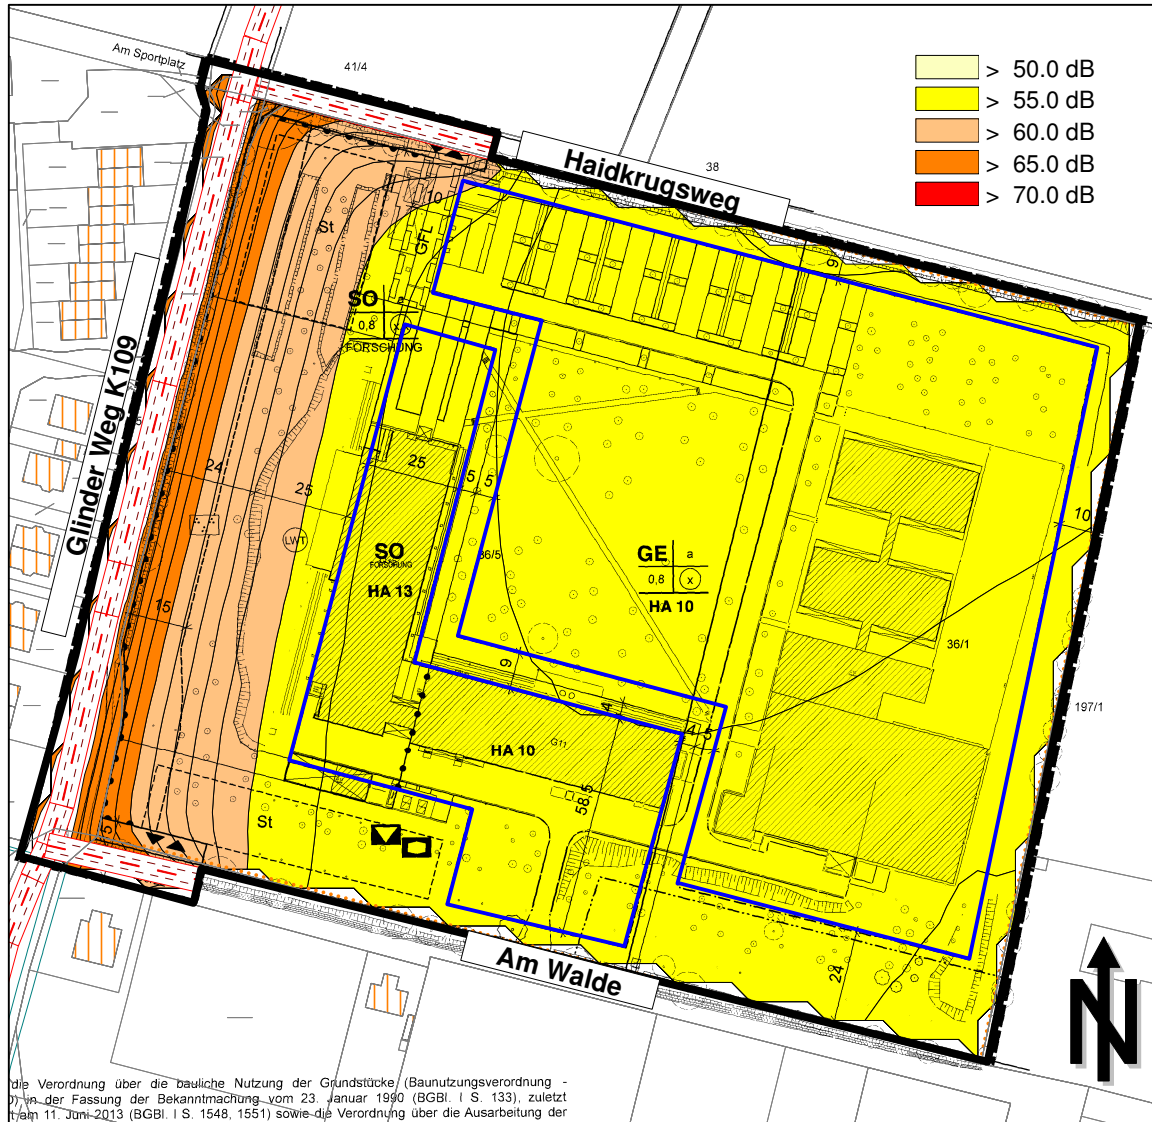 Am Sportplatz
41/4
> 50.0 dB
> 55.0 dB
> 60.0 dB
> 65.0 dB
> 70.0 dB
Haidkrugsweg
38
10
St
GFL
9
SO
a
0,8
x
FORSCHUNG
Glinder Weg K109
25
5
5
24
25
10
LWT
SO
FORSCHUNG
36/5
HA 13
GE
a
0,8
x
HA 10
15
36/1
9
4
197/1
4
5
HA 10
G11
58,5
St
5
Am Walde
24
N
die Verordnung über die bauliche Nutzung der Grundstücke (Baunutzungsverordnung -
in der Fassung der Bekanntmachung vom 23. Januar 1990 (BGBl. I S. 133), zuletzt
am 11. Juni 2013 (BGBl. I S. 1548, 1551) sowie die Verordnung über die Ausarbeitung der